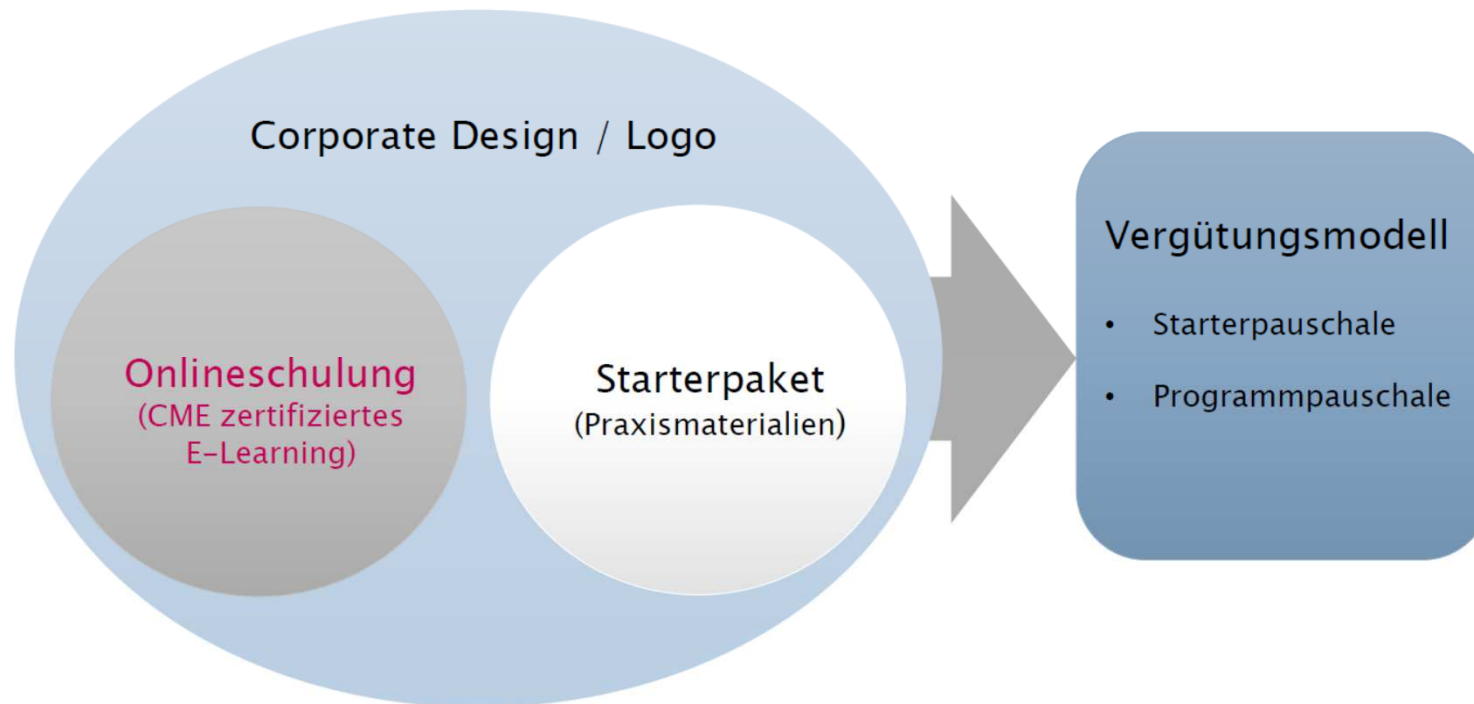 Corporate Design / Logo
Onlineschulung
(CME zertifiziertes
E-Learning)
Starterpaket
(Praxismaterialien)
Vergütungsmodell
• Starterpauschale
• Programmpauschale